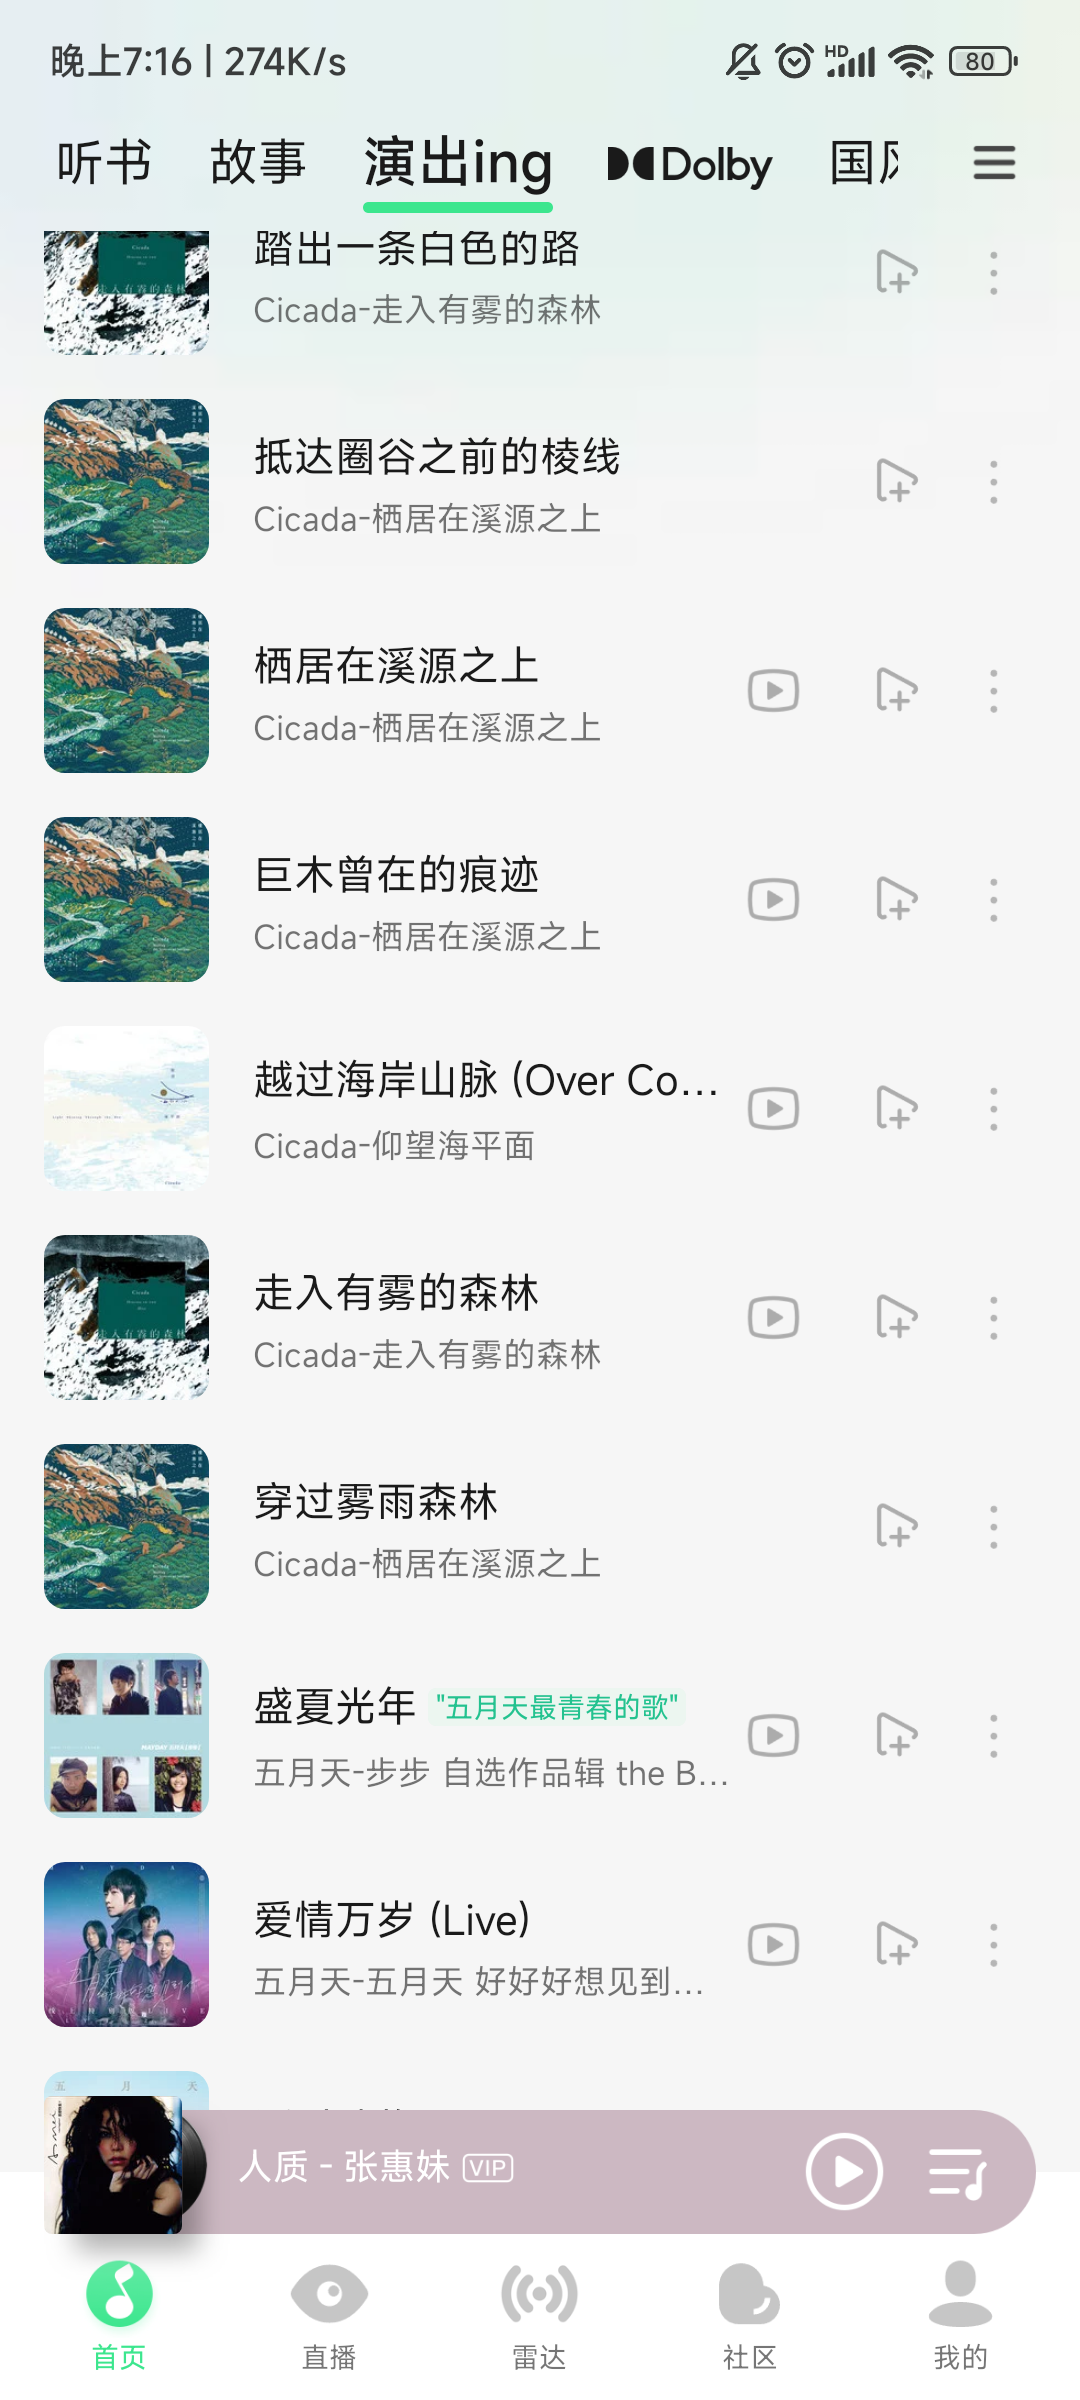 晚上7:16 | 274K/s
HD
80
听书 故事 演出ing Dolby 国
踏出一条白色的路
Cicada-走入有雾的森林
抵达圈谷之前的棱线
Cicada-栖居在溪源之上
栖居在溪源之上
Cicada-栖居在溪源之上
巨木曾在的痕迹
Cicada-栖居在溪源之上
越过海岸山脉 (Over Co...
Cicada-仰望海平面
走入有雾的森林
Cicada-走入有雾的森林
穿过雾雨森林
Cicada-栖居在溪源之上
盛夏光年 "五月天最青春的歌"
五月天-步步 自选作品辑 the B...
爱情万岁 (Live)
五月天-五月天 好好好想见到...
五 月 天
人质 - 张惠妹 VIP
首页 直播 雷达 社区 我的